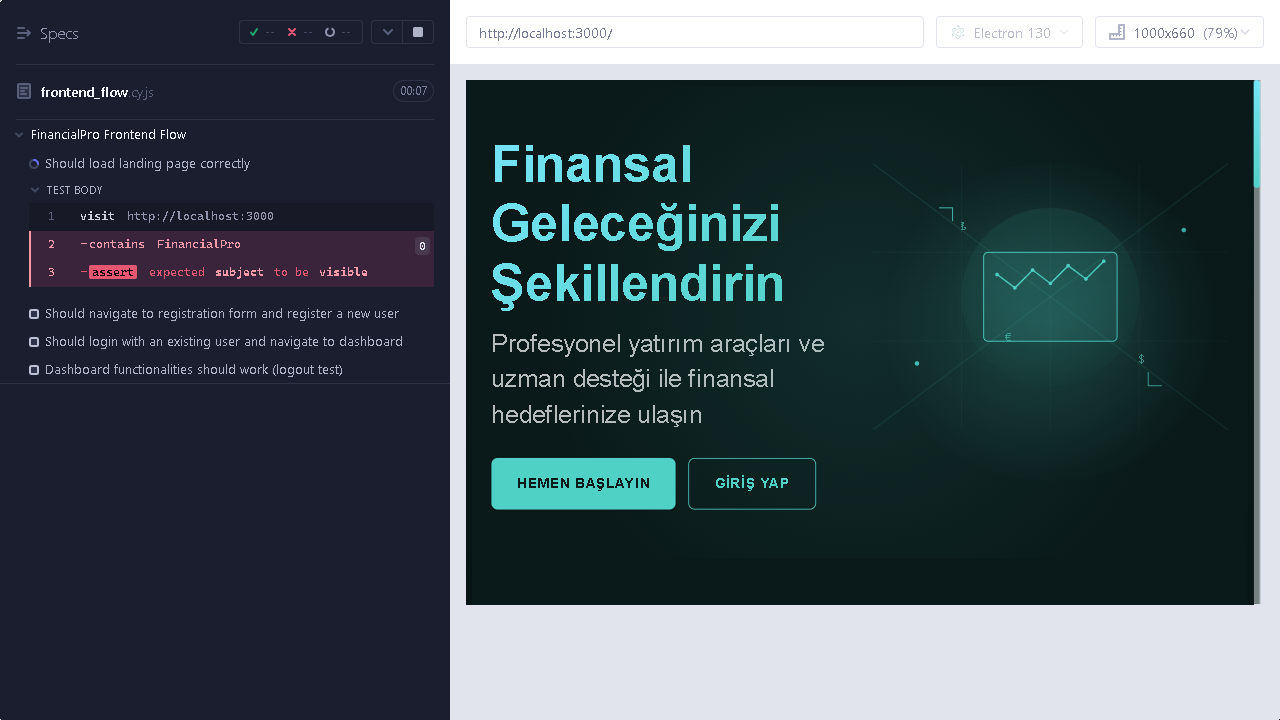 Specs
-- -- --
frontend_flow cy.js
00:07
FinancialPro Frontend Flow
Should load landing page correctly
TEST BODY
1 visit http://localhost:3000
2 -contains FinancialPro 0
3 -assert expected subject to be visible
Should navigate to registration form and register a new user
Should login with an existing user and navigate to dashboard
Dashboard functionalities should work (logout test)
http://localhost:3000/
Electron 130
1000x660 (79%)
Finansal
Geleceğinizi
Şekillendirin
Profesyonel yatırım araçları ve
uzman desteği ile finansal
hedeflerinize ulaşın
HEMEN BAŞLAYIN
GİRİŞ YAP
₺
€
$